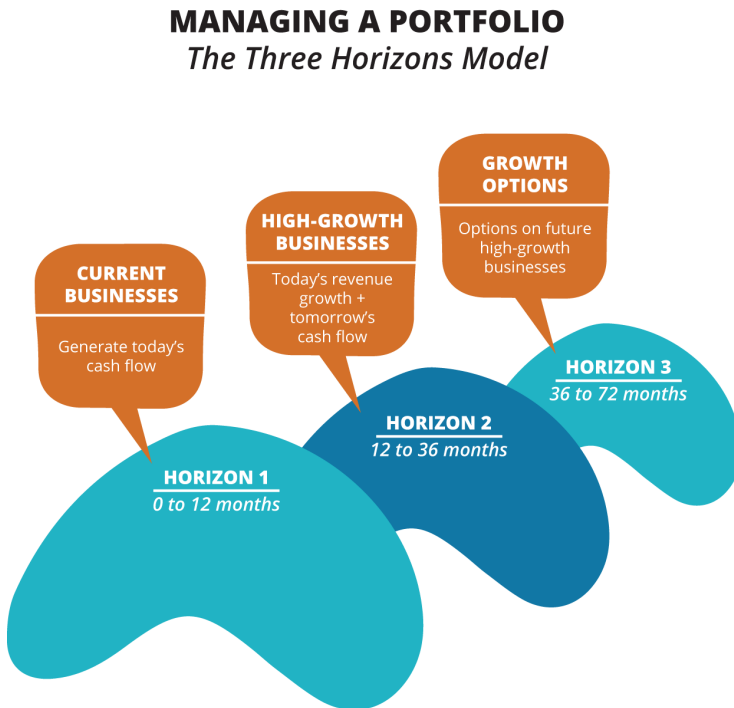 MANAGING A PORTFOLIO
The Three Horizons Model
GROWTH
OPTIONS
Options on future
high-growth
businesses
HIGH-GROWTH
BUSINESSES
Today’s revenue
growth +
tomorrow’s
cash flow
CURRENT
BUSINESSES
Generate today’s
cash flow
HORIZON 3
36 to 72 months
HORIZON 2
12 to 36 months
HORIZON 1
0 to 12 months